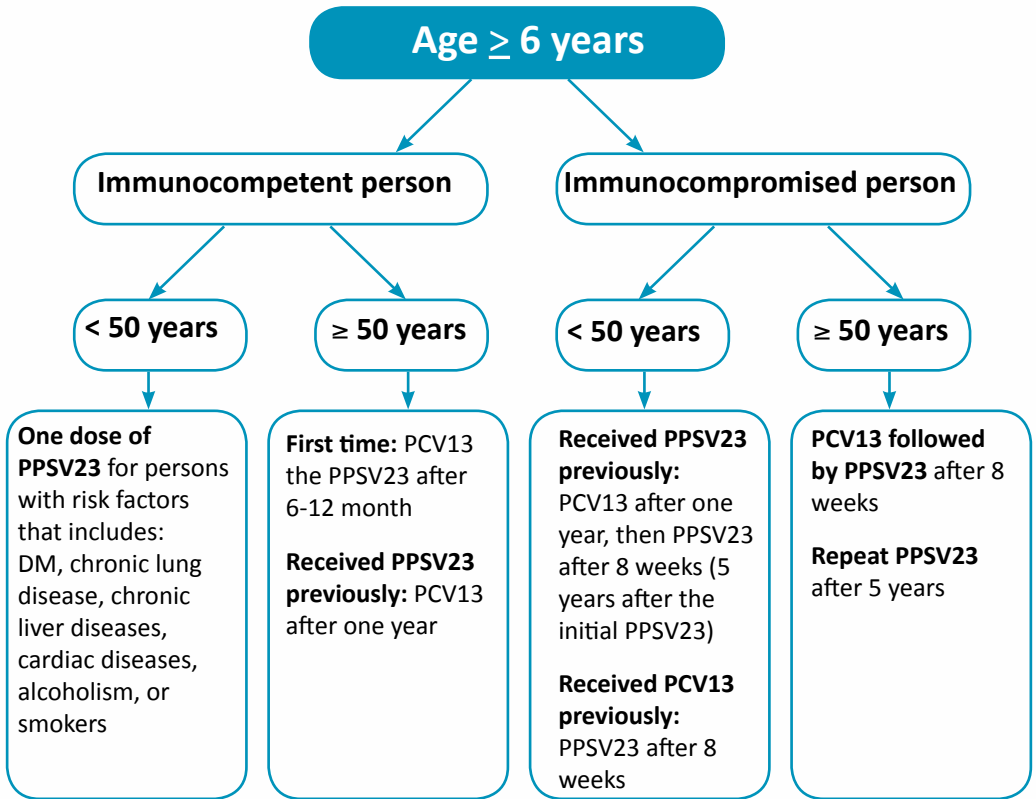 Age ≥ 6 years
Immunocompetent person
Immunocompromised person
< 50 years
≥ 50 years
< 50 years
≥ 50 years
One dose of
PPSV23 for persons
with risk factors
that includes:
DM, chronic lung
disease, chronic
liver diseases,
cardiac diseases,
alcoholism, or
smokers
First time: PCV13
the PPSV23 after
6-12 month
Received PPSV23
previously: PCV13
after one year
Received PPSV23
previously:
PCV13 after one
year, then PPSV23
after 8 weeks (5
years after the
initial PPSV23)
Received PCV13
previously:
PPSV23 after 8
weeks
PCV13 followed
by PPSV23 after 8
weeks
Repeat PPSV23
after 5 years